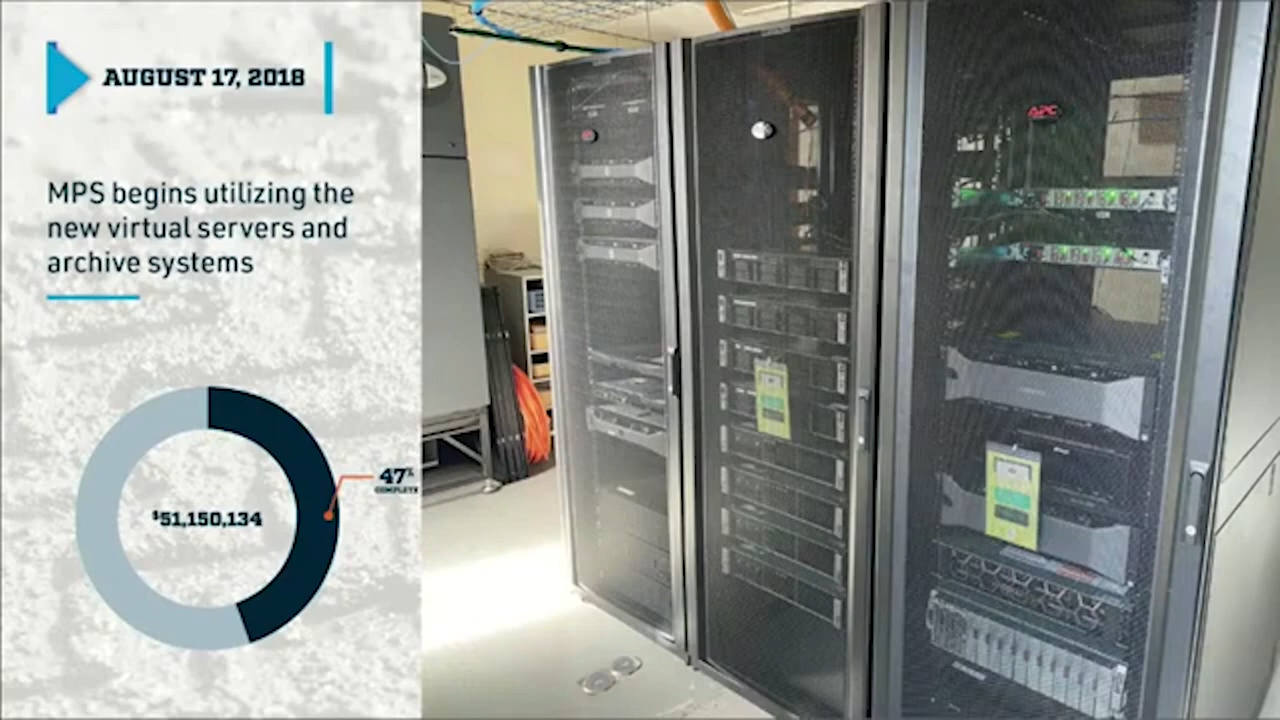 AUGUST 17, 2018
MPS begins utilizing the
new virtual servers and
archive systems
47%
COMPLETE
$51,150,134
APC